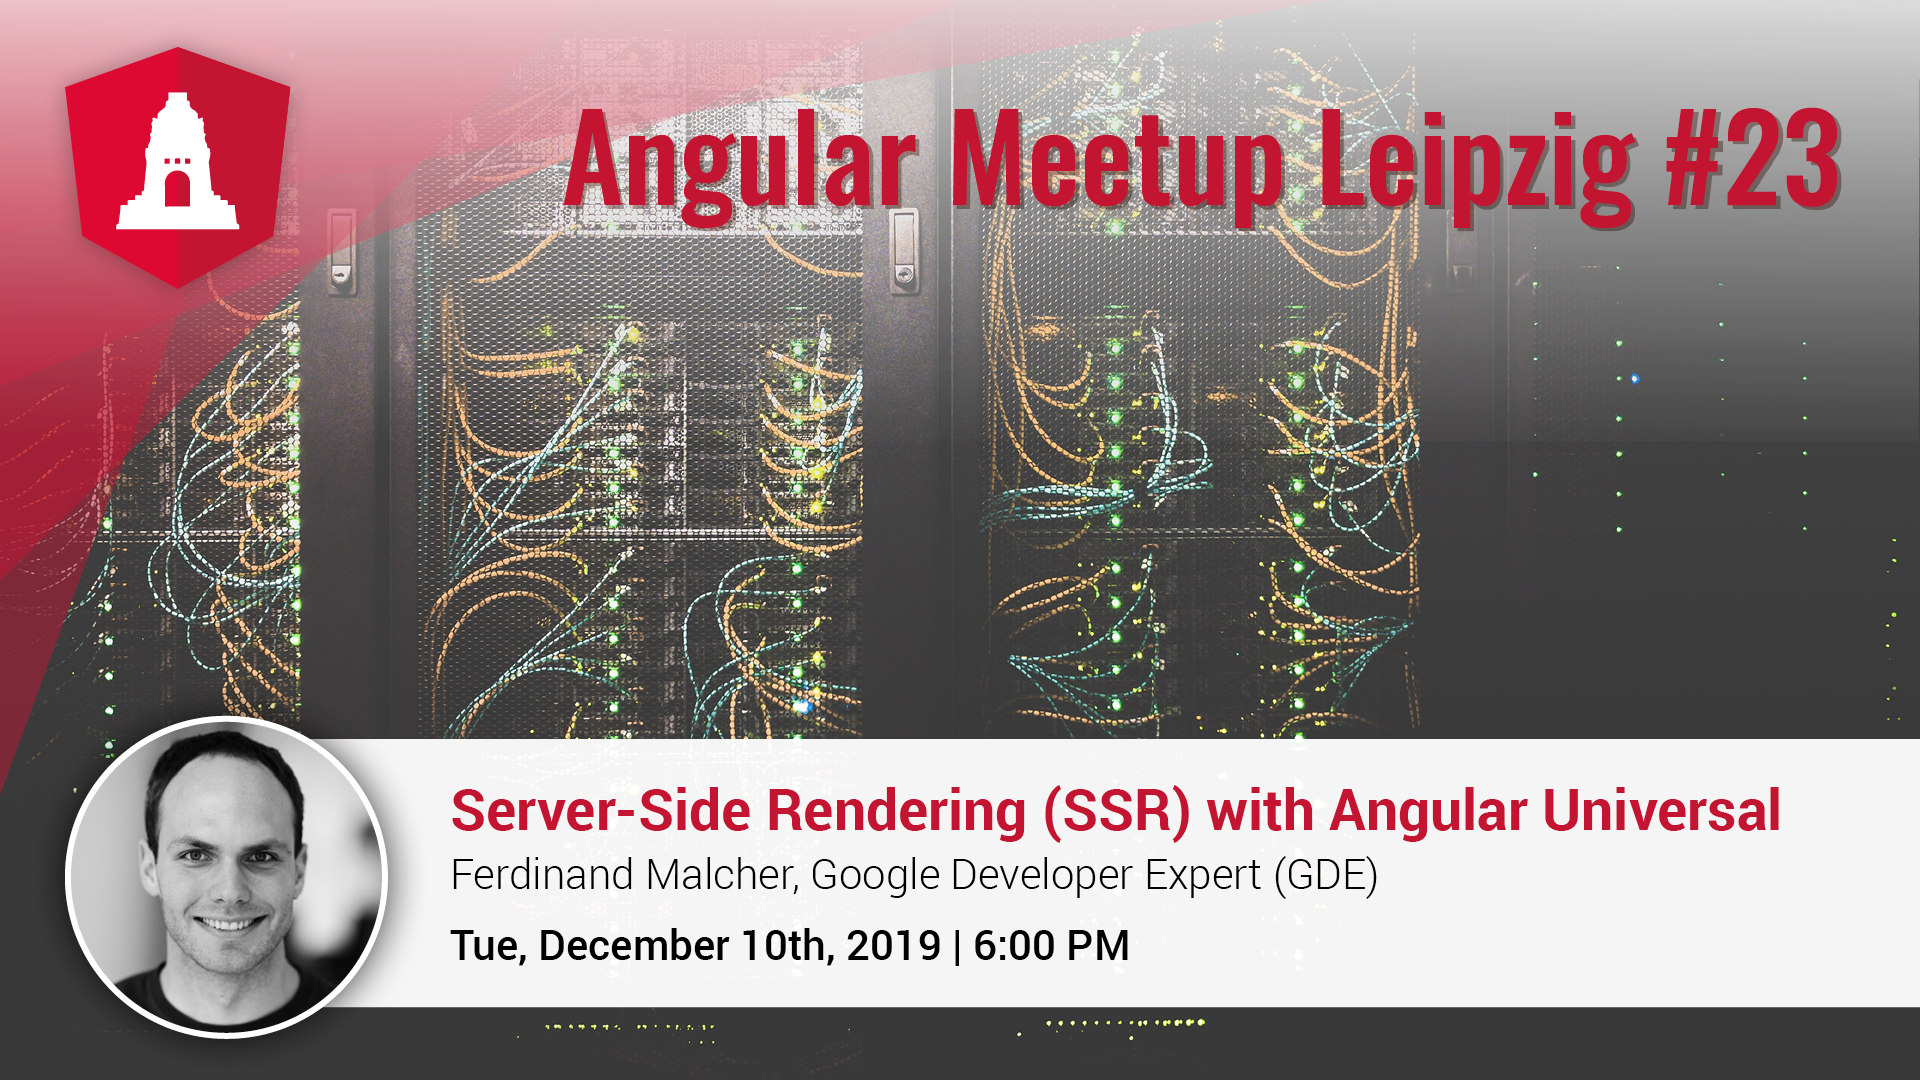 Angular Meetup Leipzig #23
Server-Side Rendering (SSR) with Angular Universal
Ferdinand Malcher, Google Developer Expert (GDE)
Tue, December 10th, 2019 | 6:00 PM